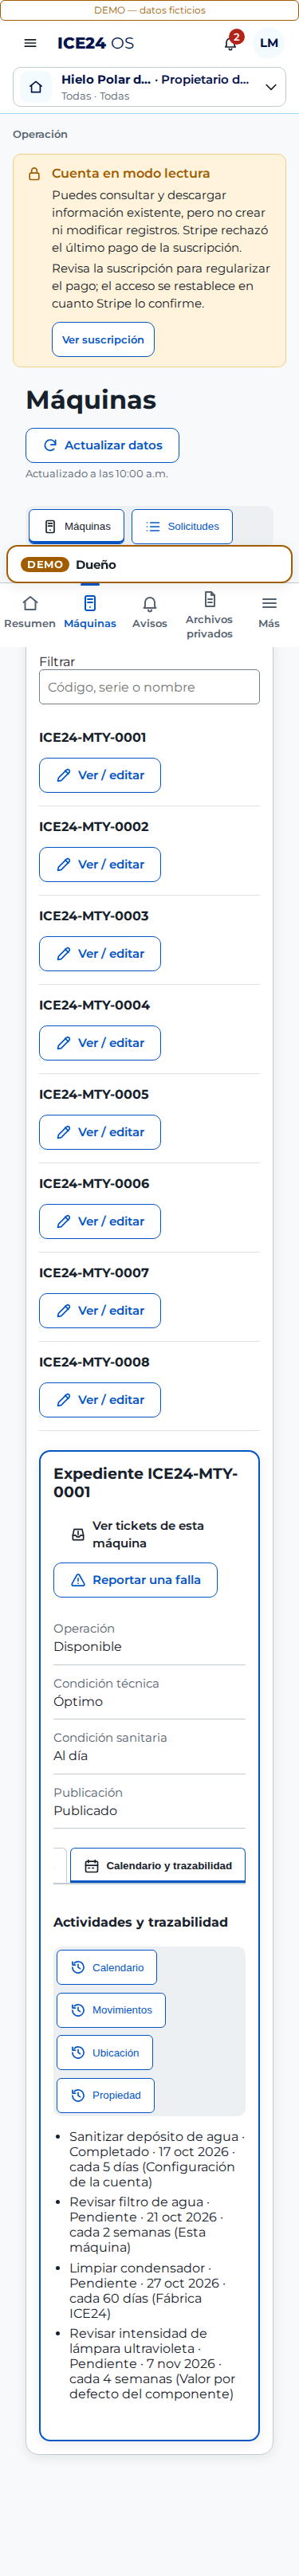 DEMO — datos ficticios
ICE24 OS
2
LM
Hielo Polar d... · Propietario d...
Todas · Todas
Operación
Cuenta en modo lectura
Puedes consultar y descargar
información existente, pero no crear
ni modificar registros. Stripe rechazó
el último pago de la suscripción.
Revisa la suscripción para regularizar
el pago; el acceso se restablece en
cuanto Stripe lo confirme.
Ver suscripción
Máquinas
Actualizar datos
Actualizado a las 10:00 a.m.
Máquinas
Solicitudes
DEMO Dueño
Resumen
Máquinas
Avisos
Archivos
privados
Más
Filtrar
Código, serie o nombre
ICE24-MTY-0001
Ver / editar
ICE24-MTY-0002
Ver / editar
ICE24-MTY-0003
Ver / editar
ICE24-MTY-0004
Ver / editar
ICE24-MTY-0005
Ver / editar
ICE24-MTY-0006
Ver / editar
ICE24-MTY-0007
Ver / editar
ICE24-MTY-0008
Ver / editar
Expediente ICE24-MTY-
0001
Ver tickets de esta
máquina
Reportar una falla
Operación
Disponible
Condición técnica
Óptimo
Condición sanitaria
Al día
Publicación
Publicado
Calendario y trazabilidad
Actividades y trazabilidad
Calendario
Movimientos
Ubicación
Propiedad
• Sanitizar depósito de agua ·
Completado · 17 oct 2026 ·
cada 5 días (Configuración
de la cuenta)
• Revisar filtro de agua ·
Pendiente · 21 oct 2026 ·
cada 2 semanas (Esta
máquina)
• Limpiar condensador ·
Pendiente · 27 oct 2026 ·
cada 60 días (Fábrica
ICE24)
• Revisar intensidad de
lámpara ultravioleta ·
Pendiente · 7 nov 2026 ·
cada 4 semanas (Valor por
defecto del componente)